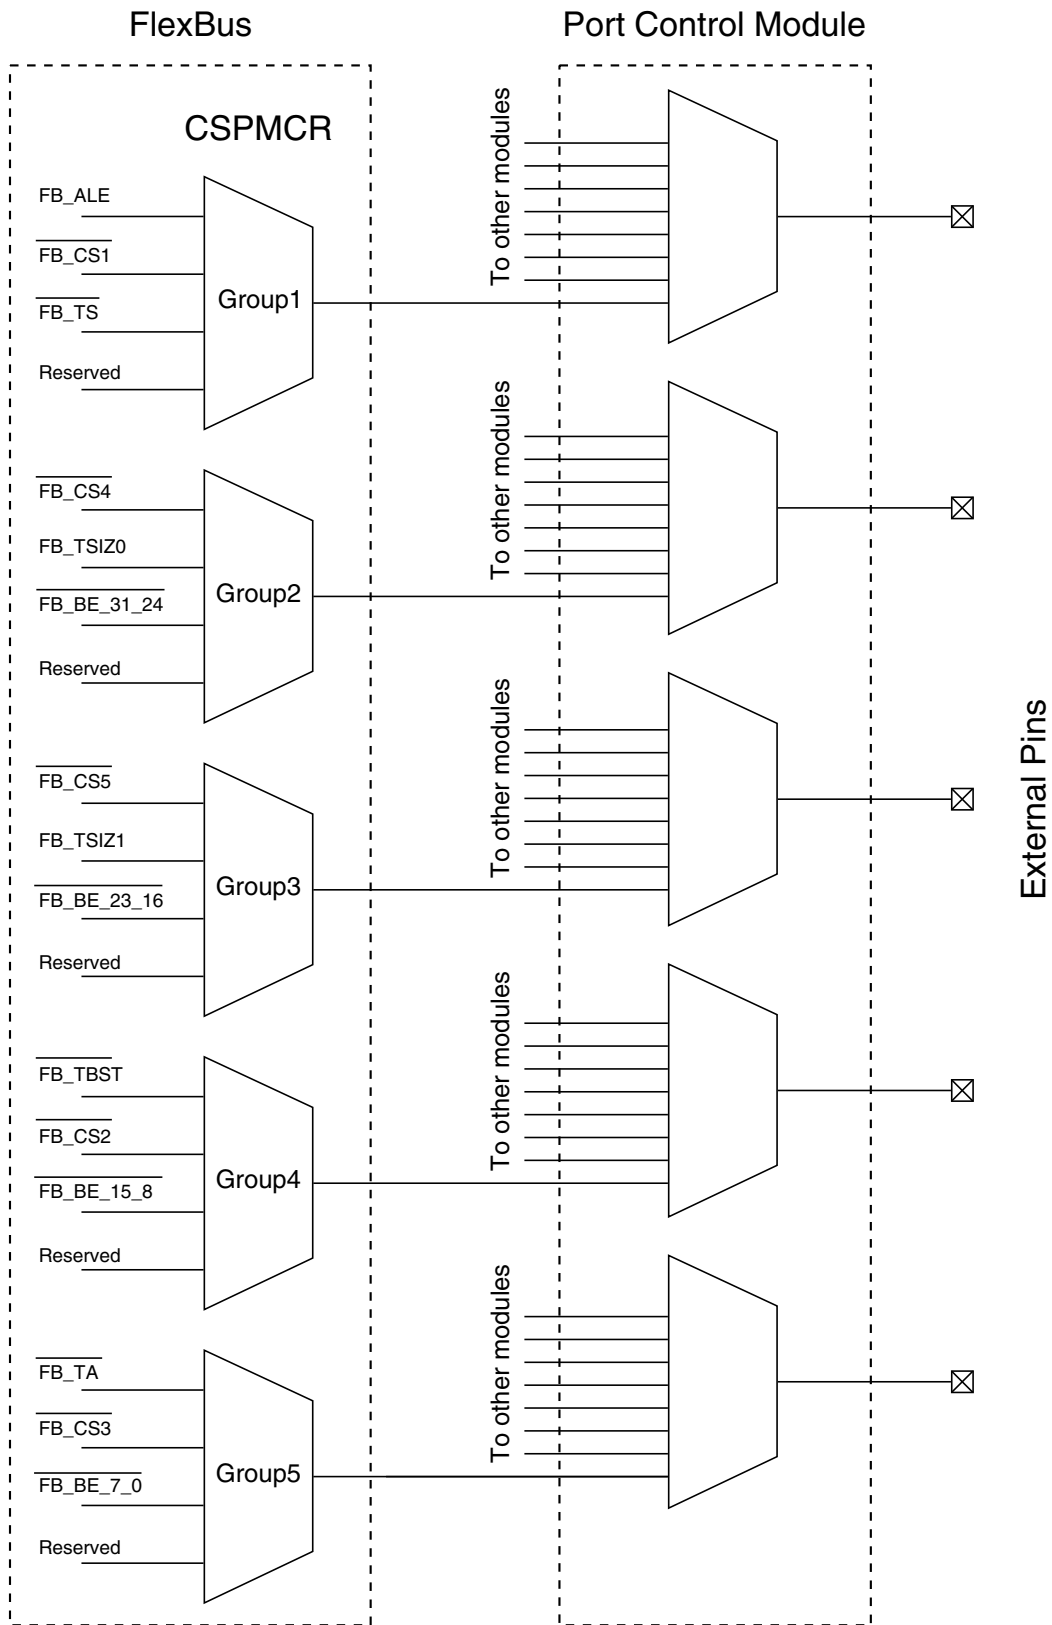 FlexBus
Port Control Module
CSPMCR
FB_ALE
FB_CS1
FB_TS
Reserved
Group1
To other modules
FB_CS4
FB_TSIZ0
FB_BE_31_24
Reserved
Group2
To other modules
FB_CS5
FB_TSIZ1
FB_BE_23_16
Reserved
Group3
To other modules
FB_TBST
FB_CS2
FB_BE_15_8
Reserved
Group4
To other modules
FB_TA
FB_CS3
FB_BE_7_0
Reserved
Group5
To other modules
External Pins